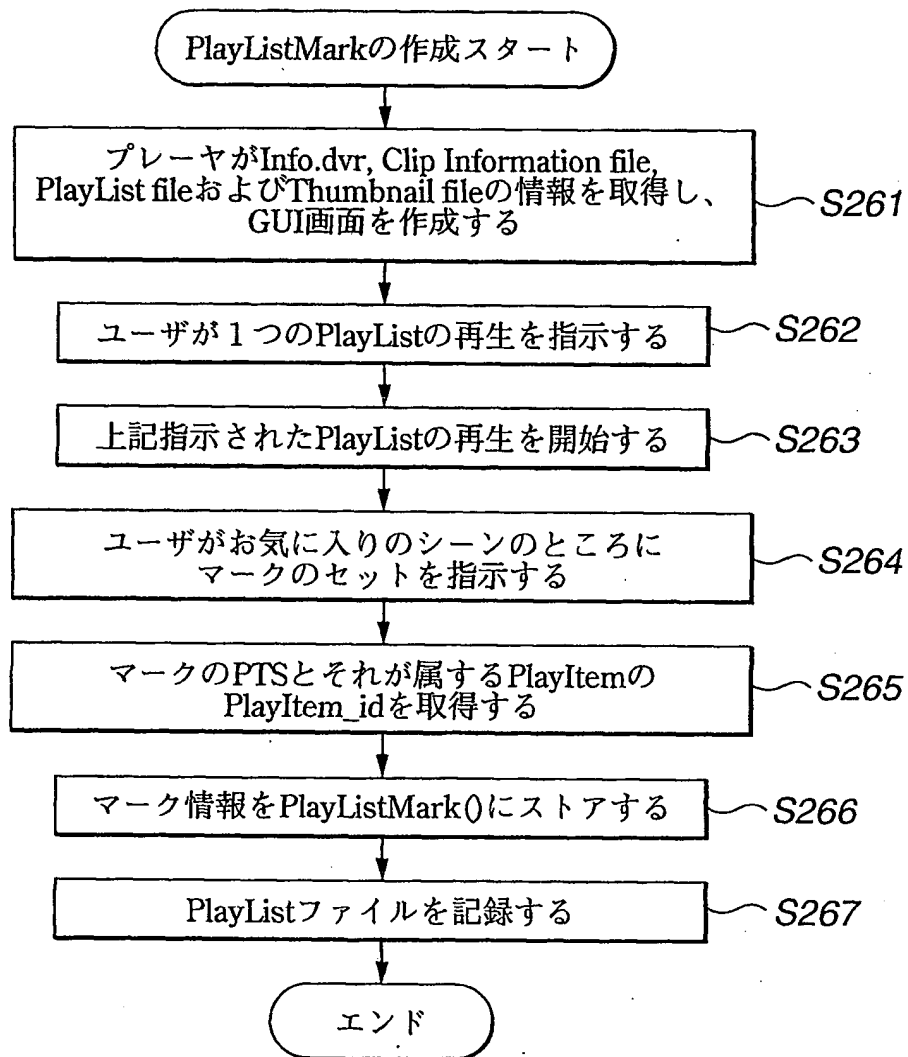 PlayListMarkの作成スタート
プレーヤがInfo.dvr, Clip Information file,
PlayList fileおよびThumbnail fileの情報を取得し、
GUI画面を作成する
S261
ユーザが１つのPlayListの再生を指示する
S262
上記指示されたPlayListの再生を開始する
S263
ユーザがお気に入りのシーンのところに
マークのセットを指示する
S264
マークのPTSとそれが属するPlayItemの
PlayItem_idを取得する
S265
マーク情報をPlayListMark()にストアする
S266
PlayListファイルを記録する
S267
エンド